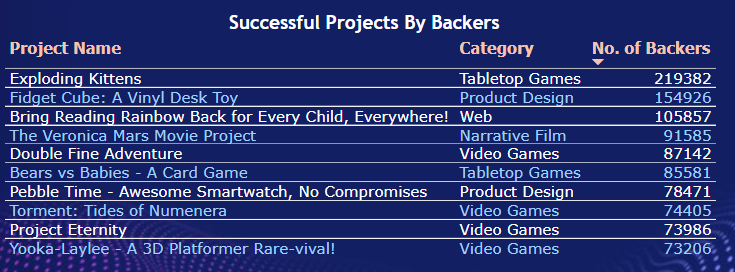 Successful Projects By Backers
Project Name Category No. of Backers
Exploding Kittens Tabletop Games 219382
Fidget Cube: A Vinyl Desk Toy Product Design 154926
Bring Reading Rainbow Back for Every Child, Everywhere! Web 105857
The Veronica Mars Movie Project Narrative Film 91585
Double Fine Adventure Video Games 87142
Bears vs Babies - A Card Game Tabletop Games 85581
Pebble Time - Awesome Smartwatch, No Compromises Product Design 78471
Torment: Tides of Numenera Video Games 74405
Project Eternity Video Games 73986
Yooka-Laylee - A 3D Platformer Rare-vival! Video Games 73206